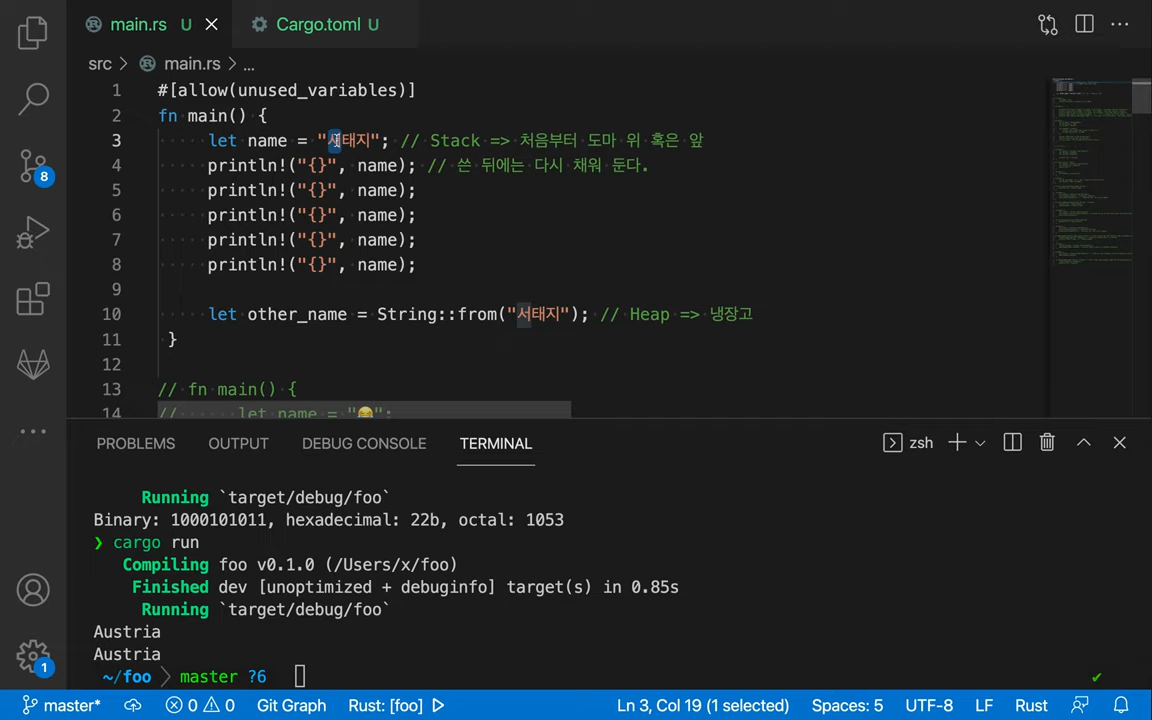 main.rs U Cargo.toml U
src > main.rs > ...
1 #[allow(unused_variables)]
2 fn main() {
3 let name = "서태지"; // Stack => 처음부터 도마 위 혹은 앞
4 println!("{}", name); // 쓴 뒤에는 다시 채워 둔다.
5 println!("{}", name);
6 println!("{}", name);
7 println!("{}", name);
8 println!("{}", name);
9
10 let other_name = String::from("서태지"); // Heap => 냉장고
11 }
12
13 // fn main() {
14 // let name = "😂";
8
PROBLEMS OUTPUT DEBUG CONSOLE TERMINAL zsh
Running `target/debug/foo`
Binary: 1000101011, hexadecimal: 22b, octal: 1053
❯ cargo run
Compiling foo v0.1.0 (/Users/x/foo)
Finished dev [unoptimized + debuginfo] target(s) in 0.85s
Running `target/debug/foo`
Austria
Austria
~/foo > master ?6 ✔
1
master* 0 0 Git Graph Rust: [foo] Ln 3, Col 19 (1 selected) Spaces: 5 UTF-8 LF Rust